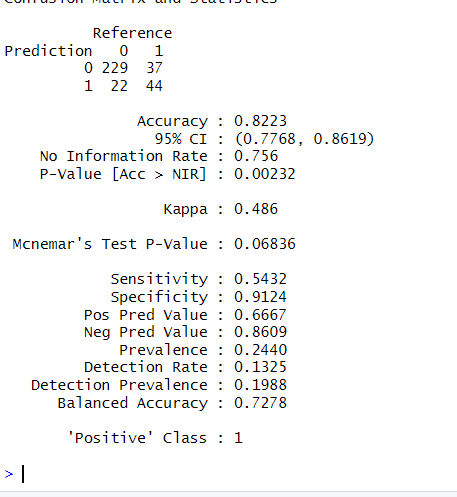 Confusion Matrix and Statistics
Reference
Prediction 0 1
0 229 37
1 22 44
Accuracy : 0.8223
95% CI : (0.7768, 0.8619)
No Information Rate : 0.756
P-Value [Acc > NIR] : 0.00232
Kappa : 0.486
Mcnemar's Test P-Value : 0.06836
Sensitivity : 0.5432
Specificity : 0.9124
Pos Pred Value : 0.6667
Neg Pred Value : 0.8609
Prevalence : 0.2440
Detection Rate : 0.1325
Detection Prevalence : 0.1988
Balanced Accuracy : 0.7278
'Positive' Class : 1
>